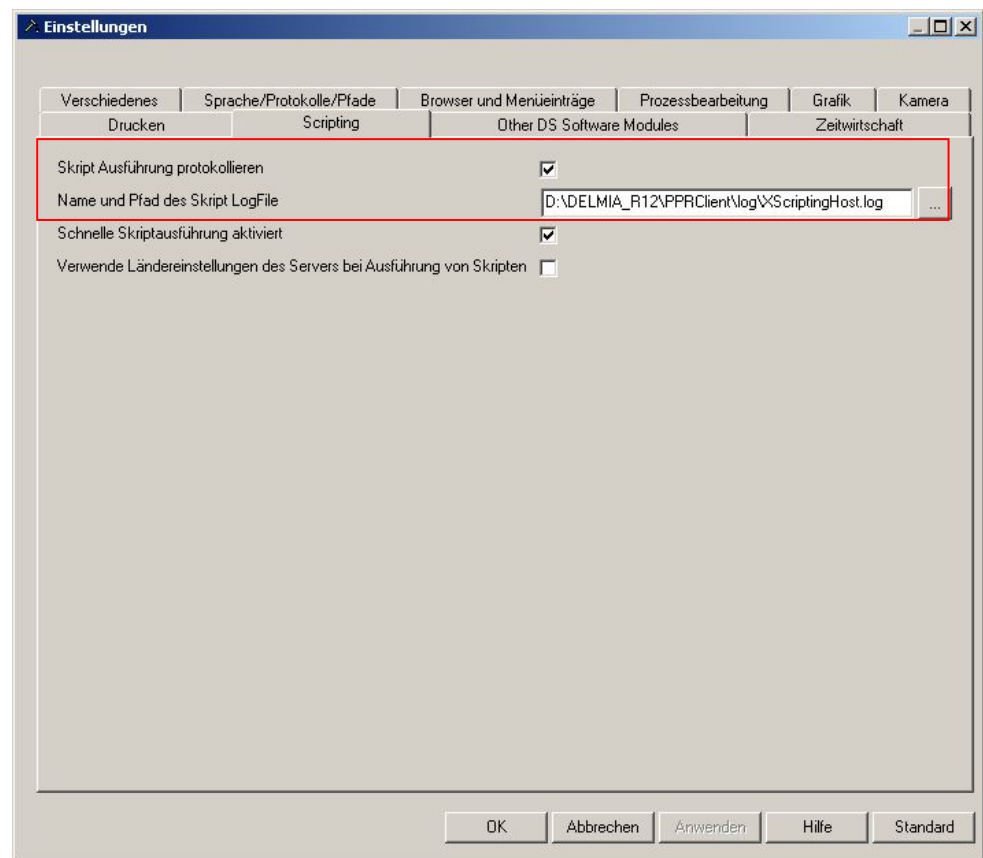 Einstellungen
Verschiedenes Sprache/Protokolle/Pfade Browser und Menüeinträge Prozessbearbeitung Grafik Kamera
Drucken Scripting Other DS Software Modules Zeitwirtschaft
Skript Ausführung protokollieren
Name und Pfad des Skript LogFile D:\DELMIA_R12\PPRClient\log\XScriptingHost.log ...
Schnelle Skriptausführung aktiviert
Verwende Ländereinstellungen des Servers bei Ausführung von Skripten
OK Abbrechen Anwenden Hilfe Standard